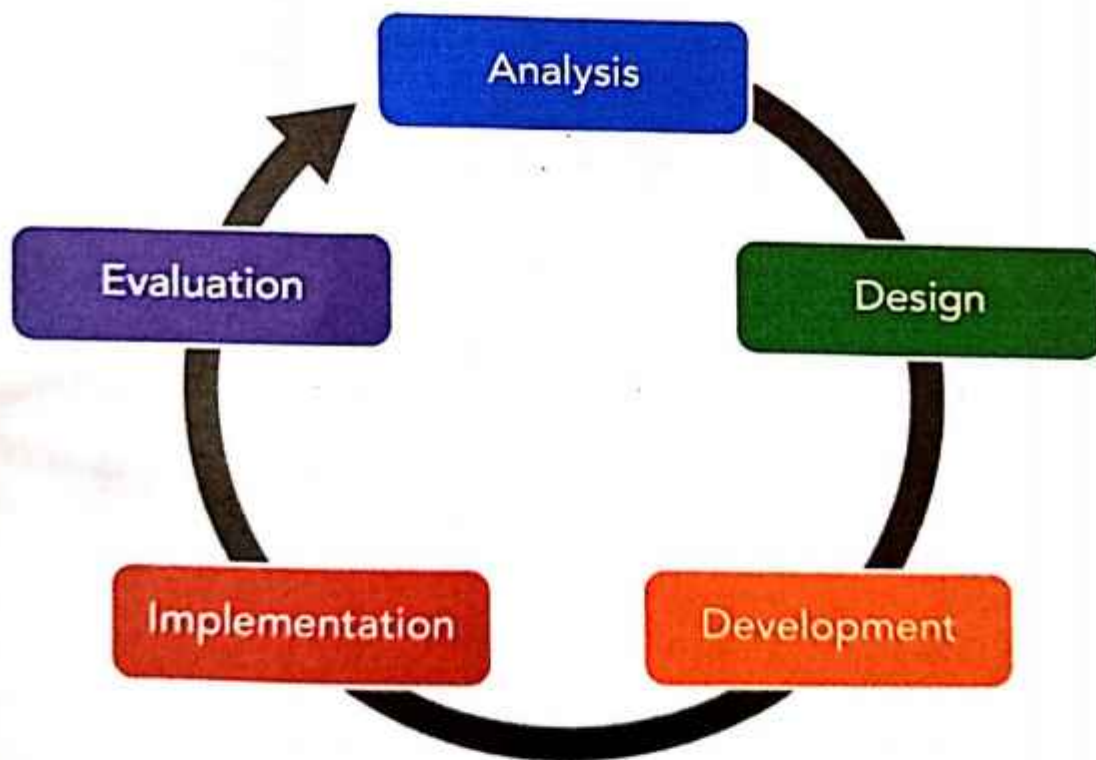 Analysis
Design
Development
Implementation
Evaluation